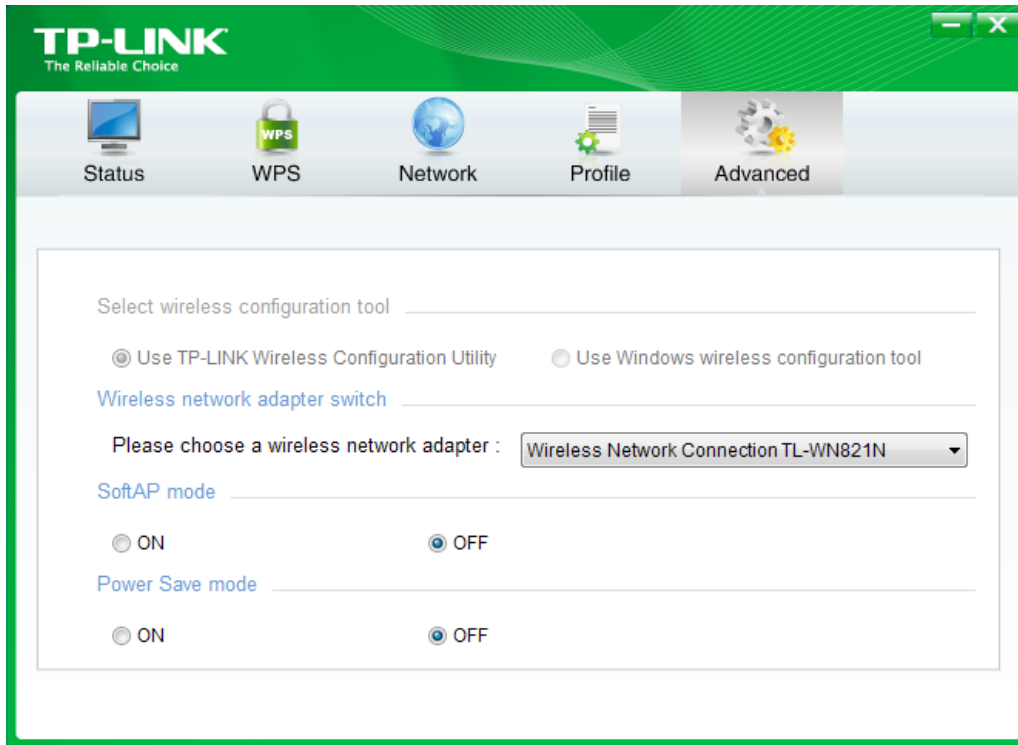 TP-LINK
The Reliable Choice
Status WPS Network Profile Advanced
WPS
Select wireless configuration tool
Use TP-LINK Wireless Configuration Utility Use Windows wireless configuration tool
Wireless network adapter switch
Please choose a wireless network adapter : Wireless Network Connection TL-WN821N
SoftAP mode
ON OFF
Power Save mode
ON OFF